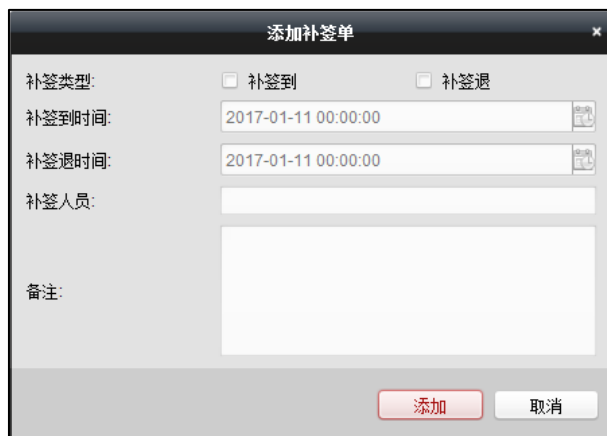 添加补签单
补签类型: 补签到 补签退
补签到时间: 2017-01-11 00:00:00
补签退时间: 2017-01-11 00:00:00
补签人员:
备注:
添加 取消